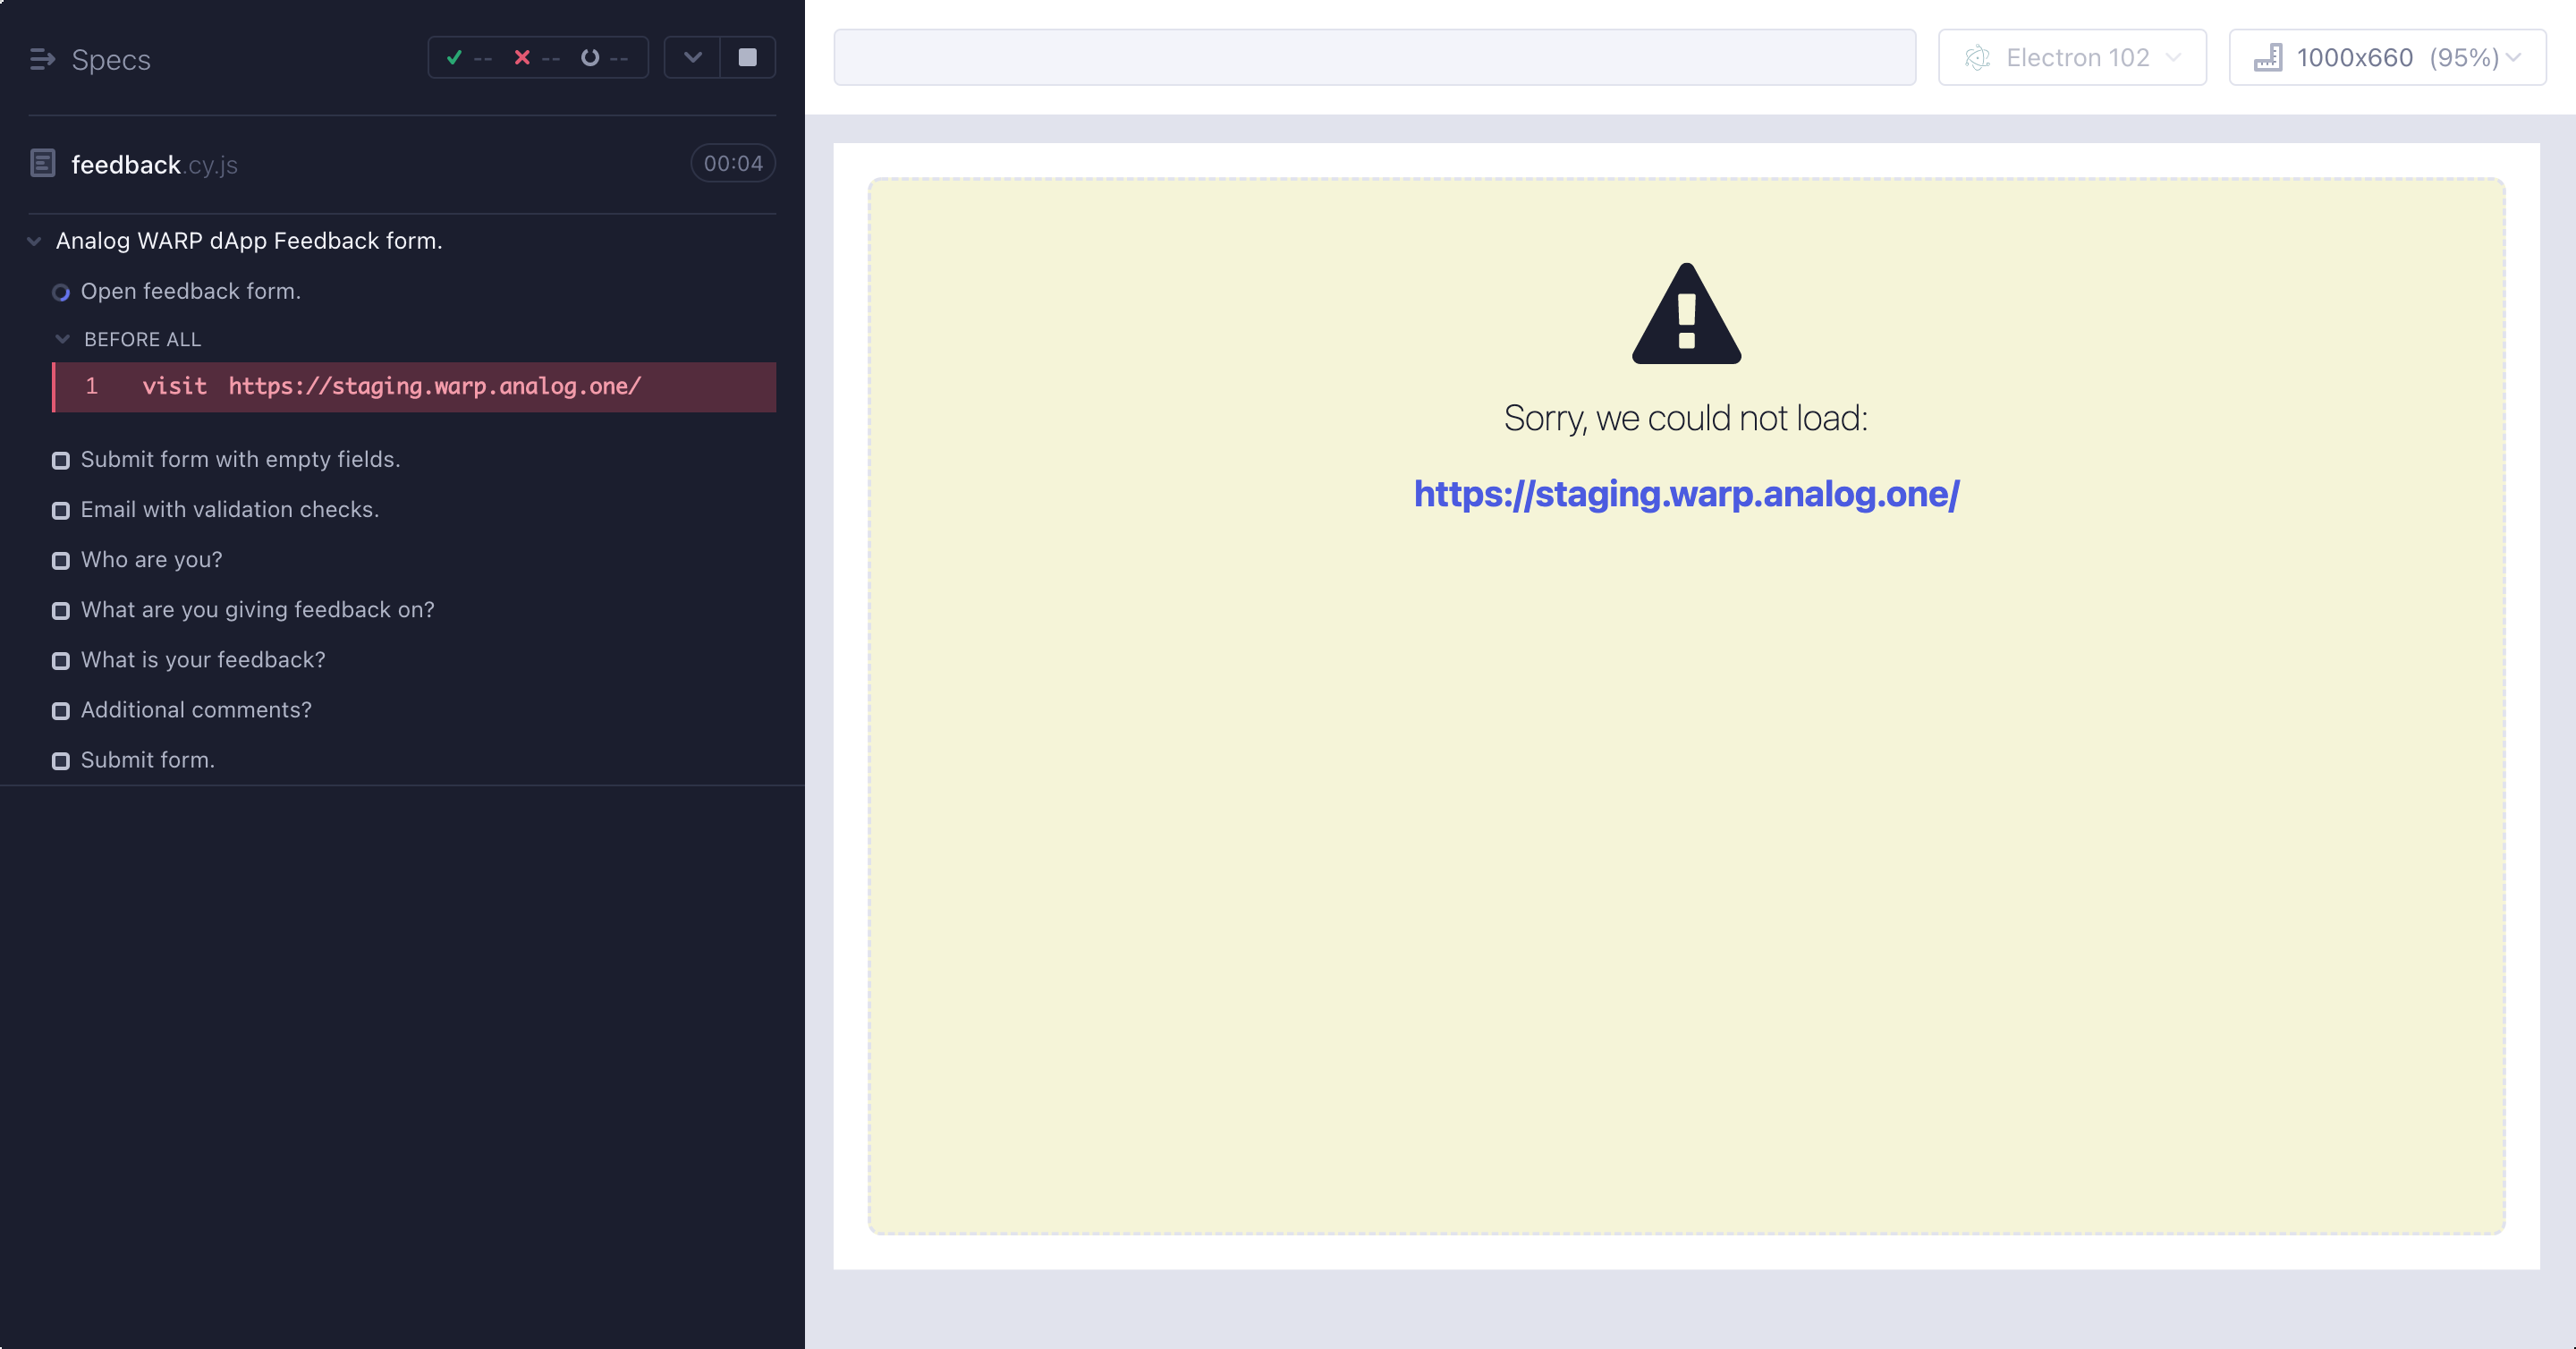 Specs
-- -- --
feedback.cy.js
00:04
Analog WARP dApp Feedback form.
Open feedback form.
BEFORE ALL
1 visit https://staging.warp.analog.one/
Submit form with empty fields.
Email with validation checks.
Who are you?
What are you giving feedback on?
What is your feedback?
Additional comments?
Submit form.
Electron 102
1000x660 (95%)
Sorry, we could not load:
https://staging.warp.analog.one/